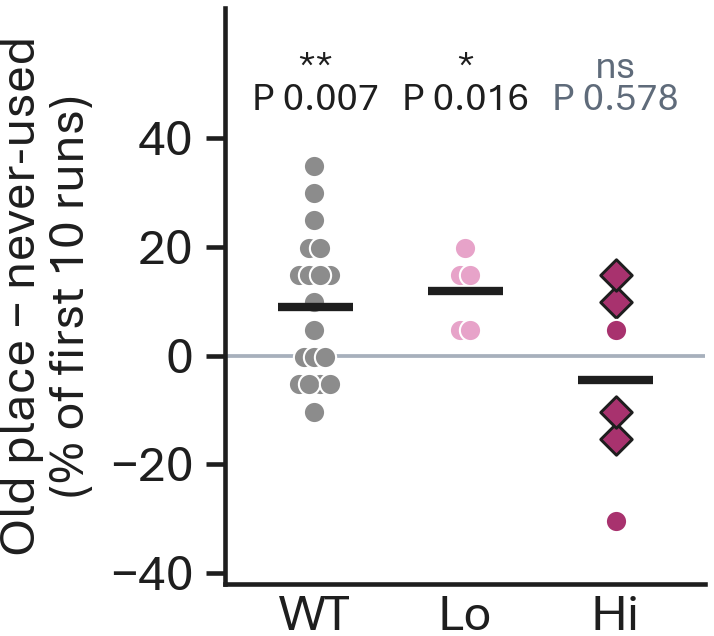 Old place – never-used
(% of first 10 runs)
** * ns
P 0.007 P 0.016 P 0.578
40
20
0
−20
−40
WT Lo Hi